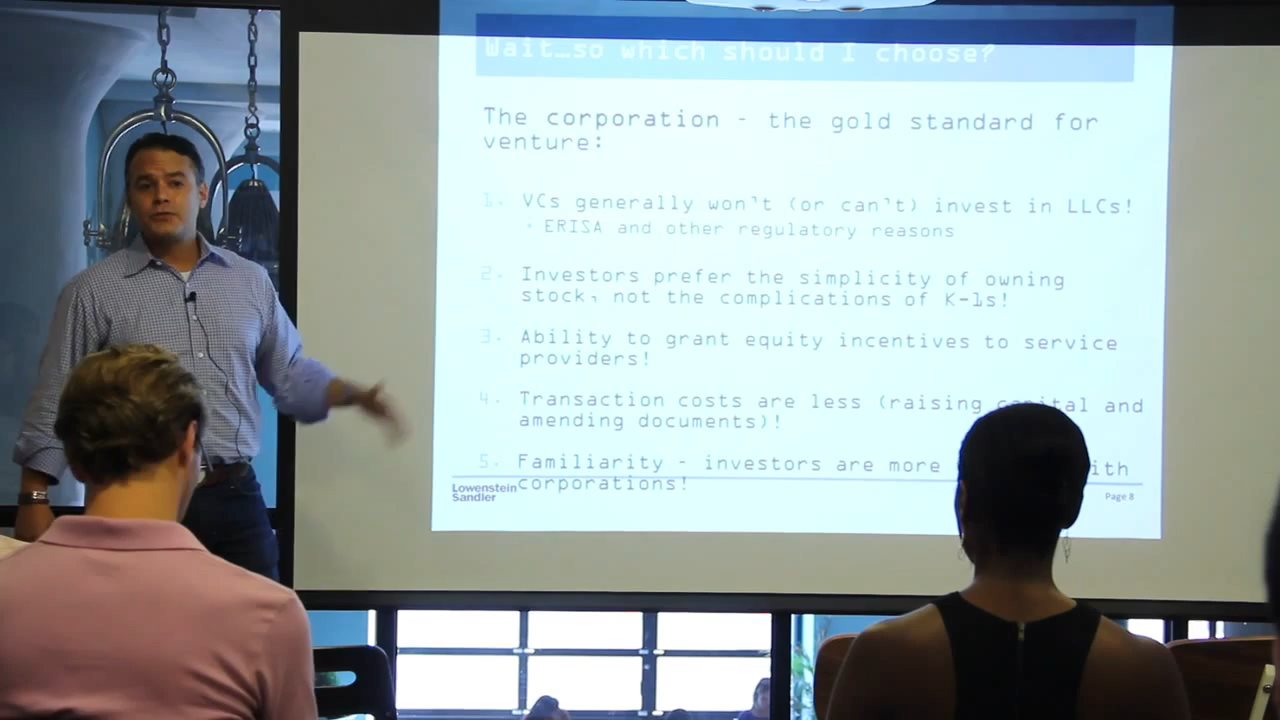 Wait…so which should I choose?
The corporation - the gold standard for
venture:
1. VCs generally won't (or can't) invest in LLCs!
• ERISA and other regulatory reasons
2. Investors prefer the simplicity of owning
stock, not the complications of K-1s!
3. Ability to grant equity incentives to service
providers!
4. Transaction costs are less (raising capital and
amending documents)!
5. Familiarity - investors are more ith
corporations!
Lowenstein
Sandler
Page 8